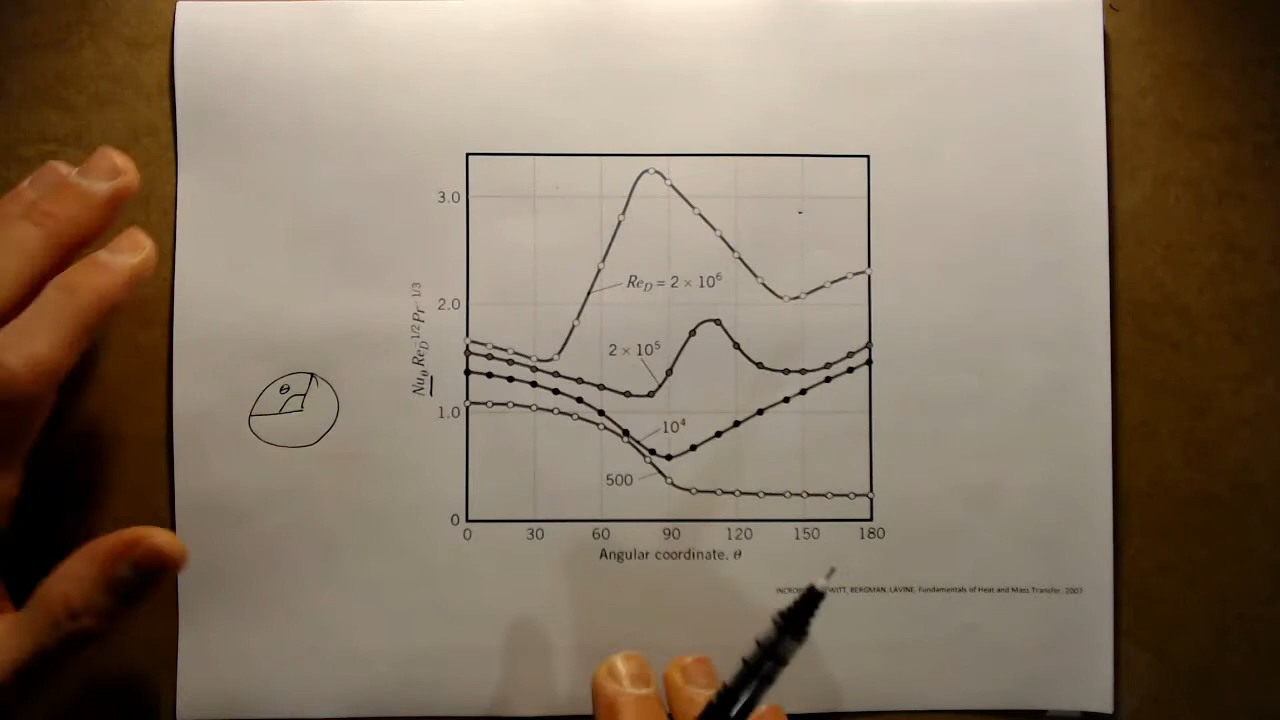 3.0
2.0
1.0
0
Nu_θ Re_D^-1/2 Pr^-1/3
Re_D = 2 × 10^6
2 × 10^5
10^4
500
θ
0 30 60 90 120 150 180
Angular coordinate, θ
BERGMAN, LAVINE, Fundamentals of Heat and Mass Transfer, 2007